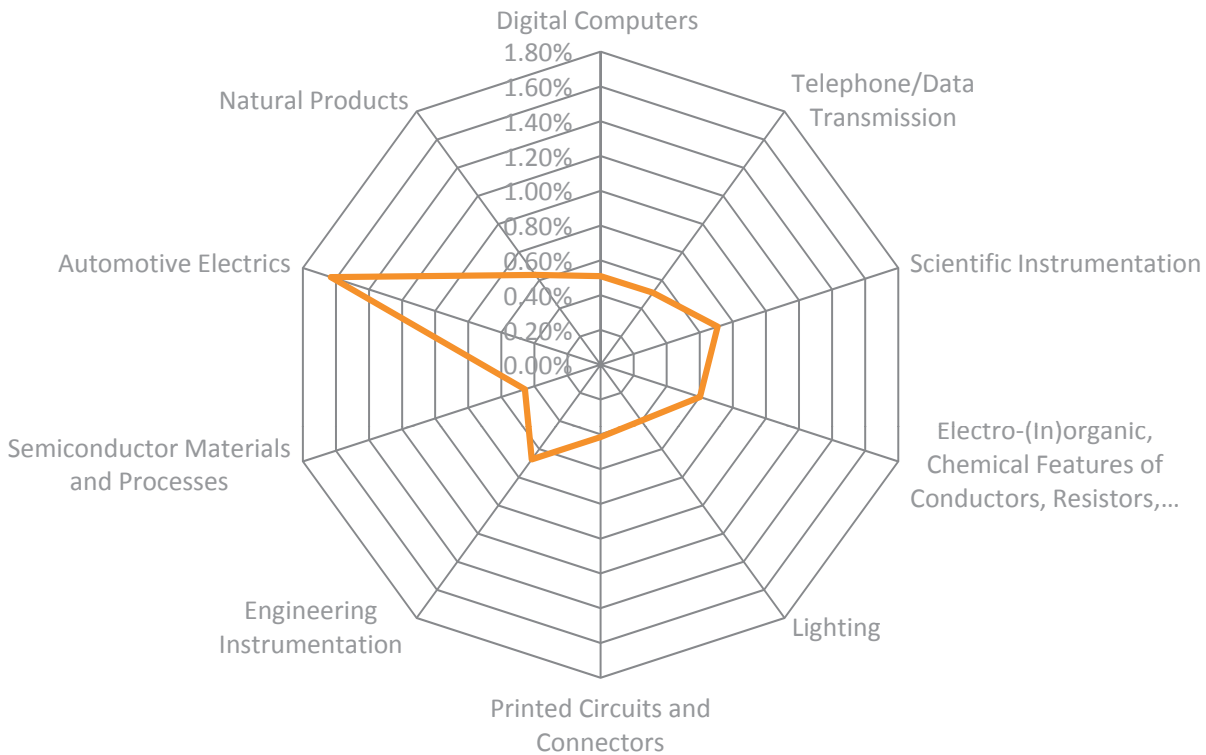 Digital Computers
1.80%
1.60%
1.40%
1.20%
1.00%
0.80%
0.60%
0.40%
0.20%
0.00%
Telephone/Data
Transmission
Scientific Instrumentation
Electro-(In)organic,
Chemical Features of
Conductors, Resistors,…
Lighting
Printed Circuits and
Connectors
Engineering
Instrumentation
Semiconductor Materials
and Processes
Automotive Electrics
Natural Products